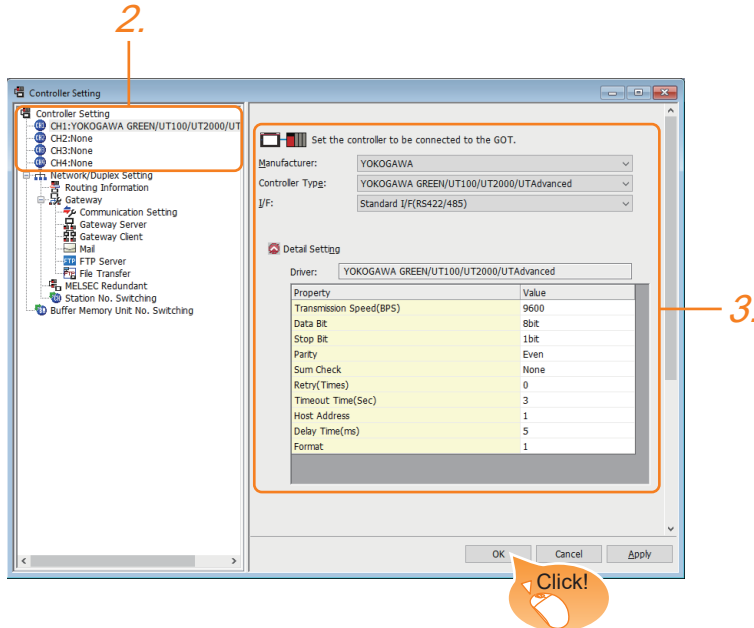 2.
Controller Setting
Controller Setting
CH1:YOKOGAWA GREEN/UT100/UT2000/UT
CH2:None
CH3:None
CH4:None
Network/Duplex Setting
Routing Information
Gateway
Communication Setting
Gateway Server
Gateway Client
Mail
FTP FTP Server
File Transfer
MELSEC Redundant
Station No. Switching
Buffer Memory Unit No. Switching
Set the controller to be connected to the GOT.
Manufacturer: YOKOGAWA
Controller Type: YOKOGAWA GREEN/UT100/UT2000/UTAdvanced
I/F: Standard I/F(RS422/485)
Detail Setting
Driver: YOKOGAWA GREEN/UT100/UT2000/UTAdvanced
Property Value
Transmission Speed(BPS) 9600
Data Bit 8bit
Stop Bit 1bit
Parity Even
Sum Check None
Retry(Times) 0
Timeout Time(Sec) 3
Host Address 1
Delay Time(ms) 5
Format 1
3.
OK Cancel Apply
Click!